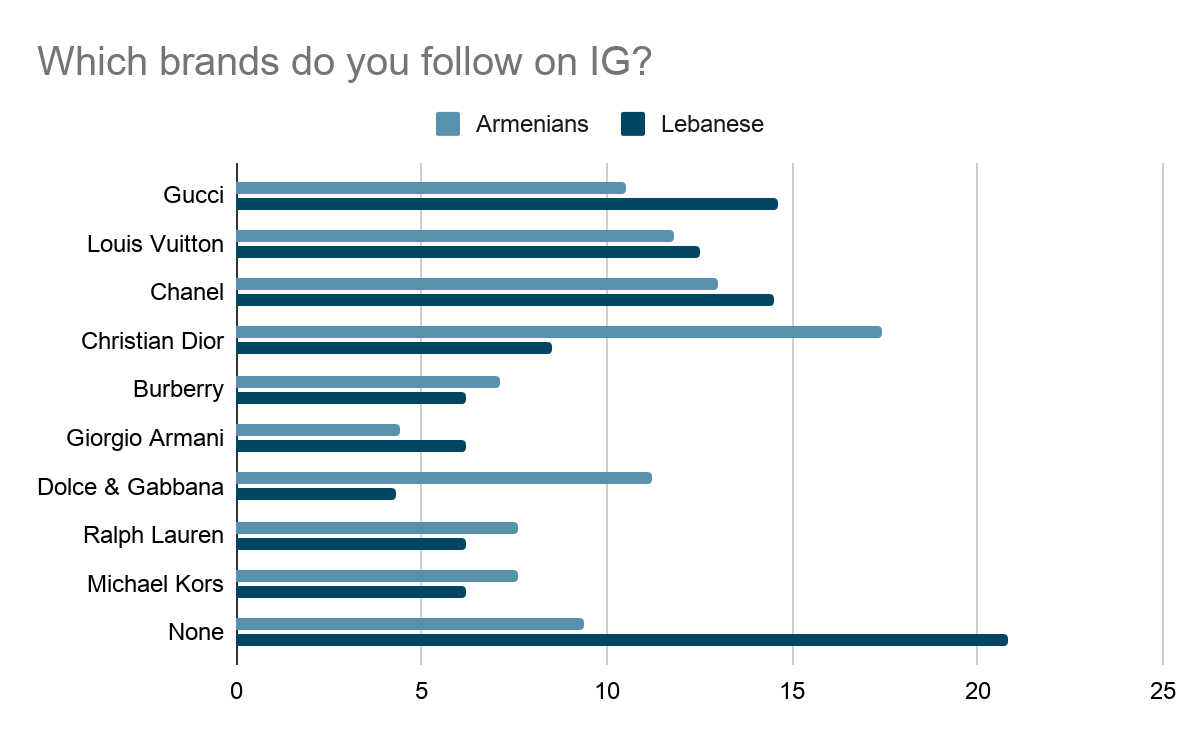 Which brands do you follow on IG?
Armenians
Lebanese
Gucci
Louis Vuitton
Chanel
Christian Dior
Burberry
Giorgio Armani
Dolce & Gabbana
Ralph Lauren
Michael Kors
None
0 5 10 15 20 25